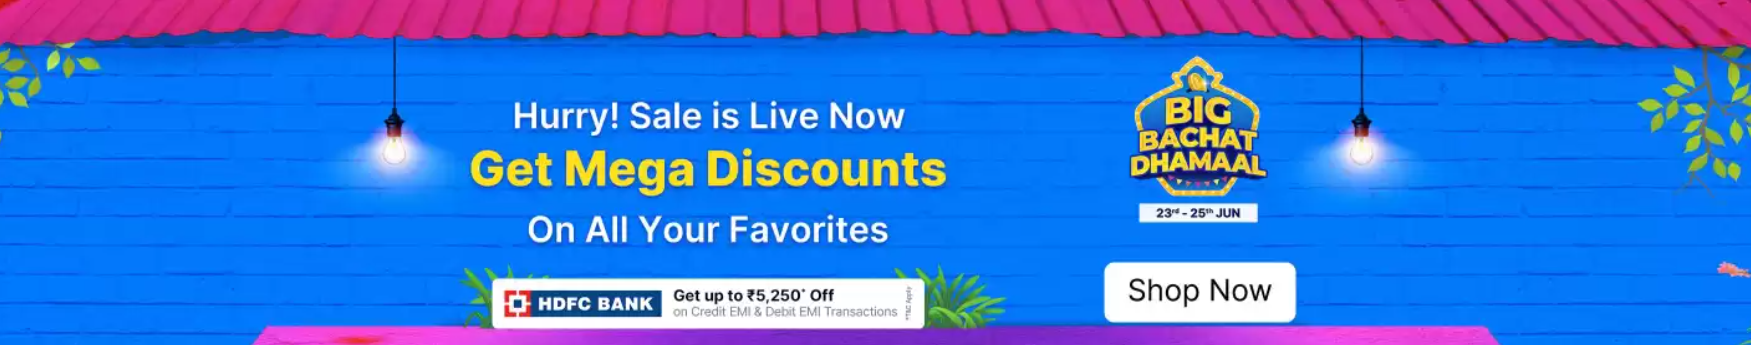 Hurry! Sale is Live Now
Get Mega Discounts
On All Your Favorites
HDFC BANK
Get up to ₹5,250* Off
on Credit EMI & Debit EMI Transactions
*T&C Apply
BIG
BACHAT
DHAMAAL
23rd - 25th JUN
Shop Now